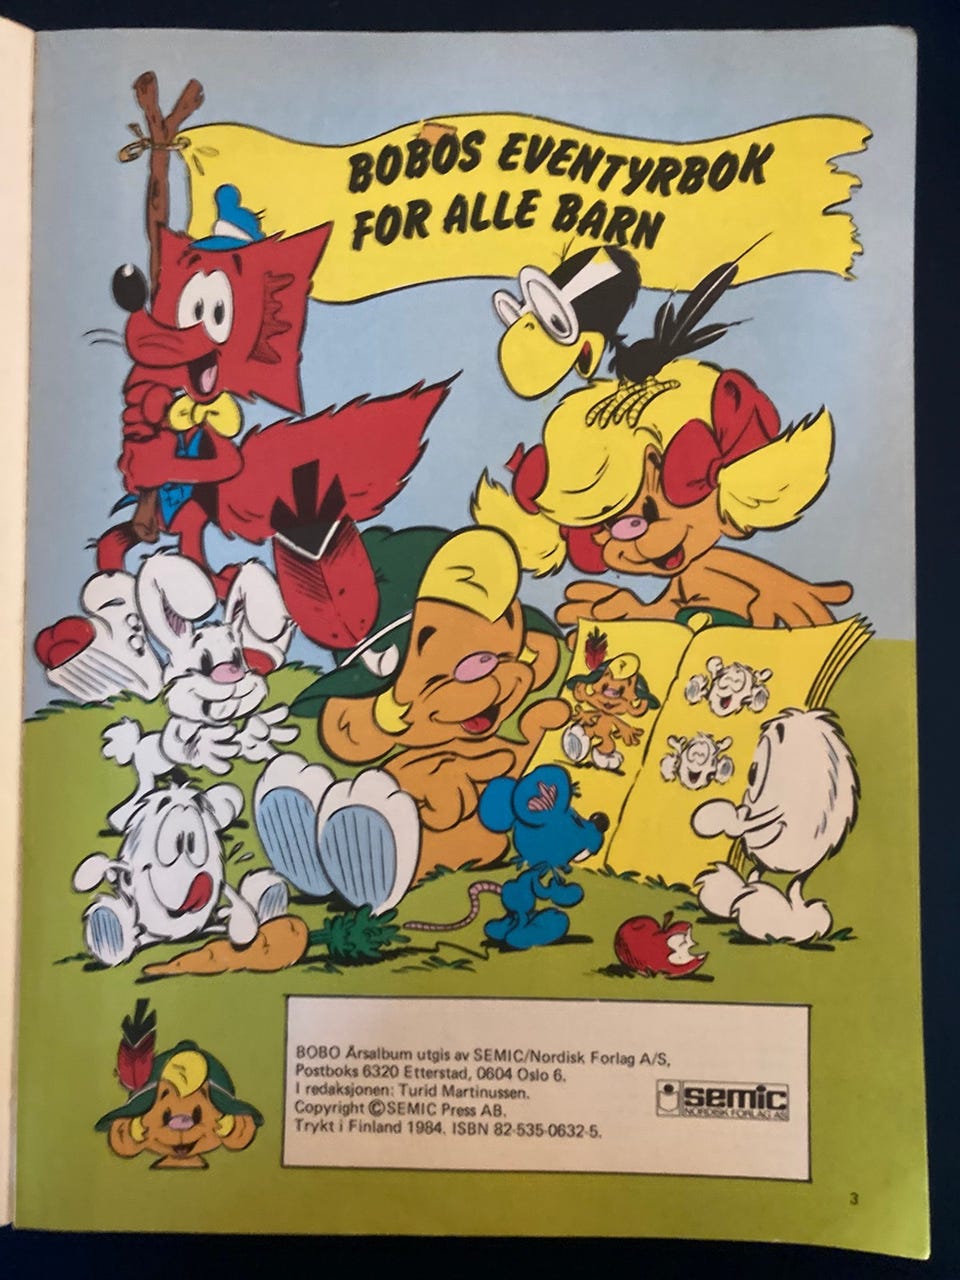 BOBOS EVENTYRBOK
FOR ALLE BARN
BOBO Årsalbum utgis av SEMIC/Nordisk Forlag A/S,
Postboks 6320 Etterstad, 0604 Oslo 6.
I redaksjonen: Turid Martinussen.
Copyright ©SEMIC Press AB.
Trykt i Finland 1984. ISBN 82-535-0632-5.
semic
NORDISK FORLAG AS
3